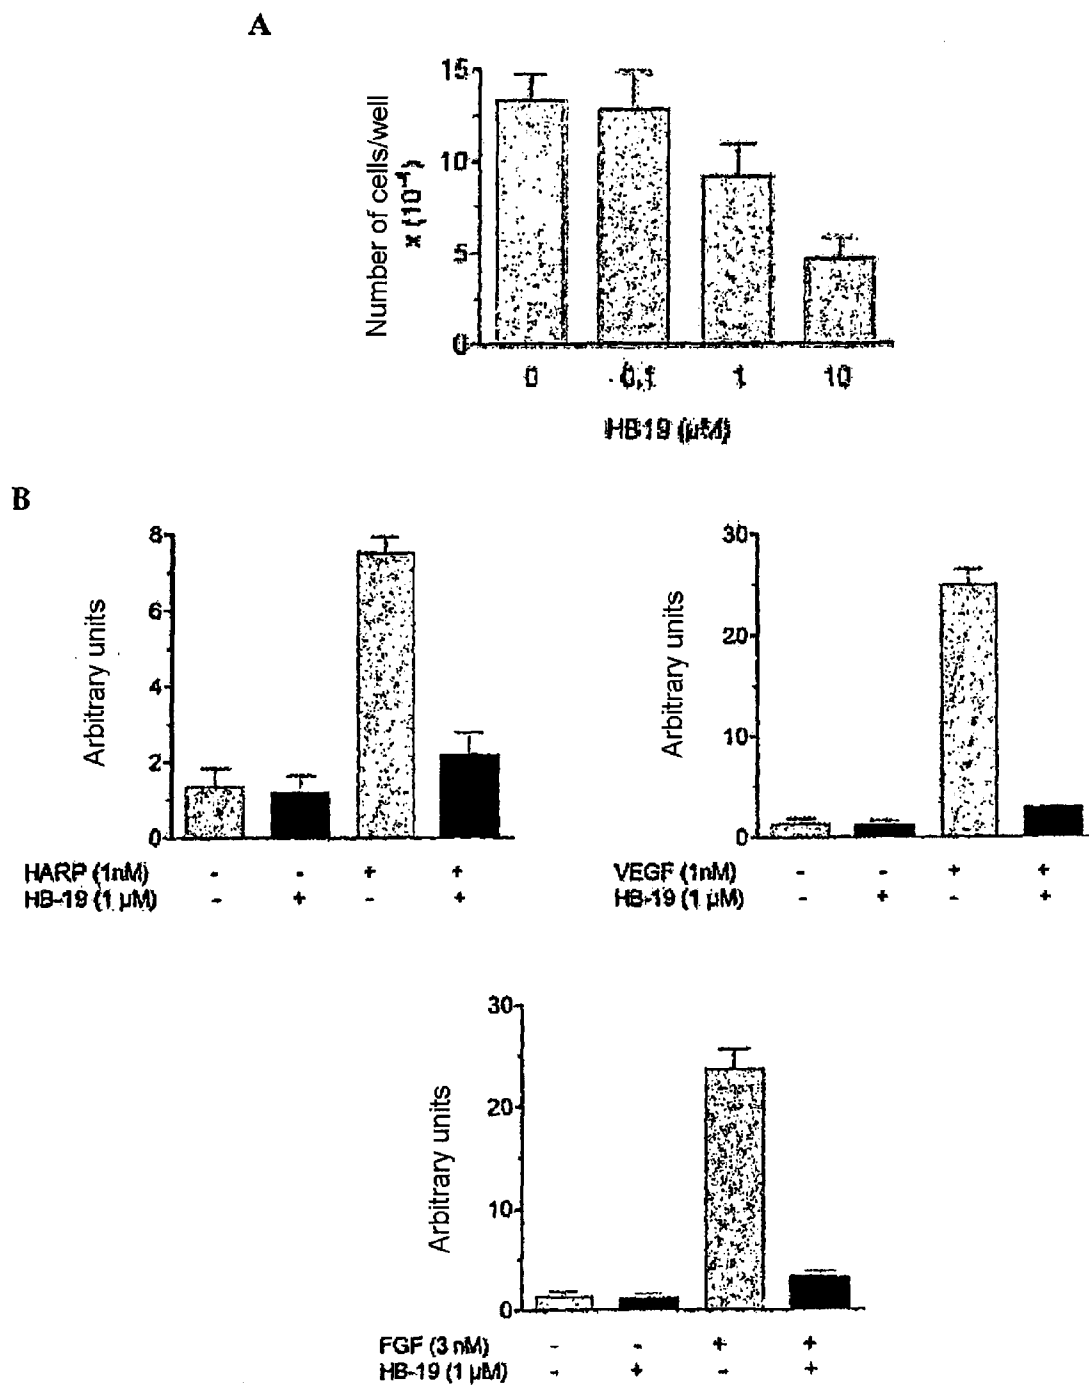 A
Number of cells/well
x (10⁻⁴)
15
10
5
0
0 0,1 1 10
HB19 (µM)
B
Arbitrary units
8
6
4
2
0
HARP (1nM) - - + +
HB-19 (1 µM) - + - +
Arbitrary units
30
20
10
0
VEGF (1nM) - - + +
HB-19 (1 µM) - + - +
Arbitrary units
30
20
10
0
FGF (3 nM) - - + +
HB-19 (1 µM) - + - +